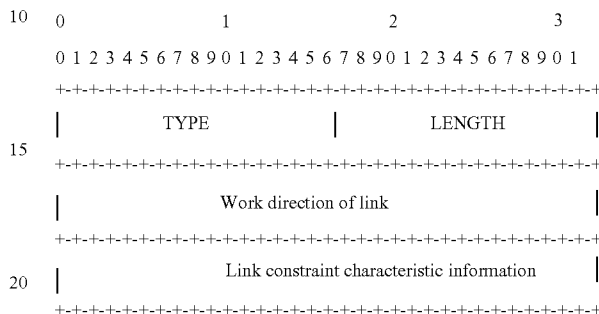 10 0 1 2 3
0 1 2 3 4 5 6 7 8 9 0 1 2 3 4 5 6 7 8 9 0 1 2 3 4 5 6 7 8 9 0 1
+-+-+-+-+-+-+-+-+-+-+-+-+-+-+-+-+-+-+-+-+-+-+-+-+-+-+-+-+-+-+-+-+
| TYPE | LENGTH |
15
+-+-+-+-+-+-+-+-+-+-+-+-+-+-+-+-+-+-+-+-+-+-+-+-+-+-+-+-+-+-+-+-+
| Work direction of link |
+-+-+-+-+-+-+-+-+-+-+-+-+-+-+-+-+-+-+-+-+-+-+-+-+-+-+-+-+-+-+-+-+
20 | Link constraint characteristic information |
+-+-+-+-+-+-+-+-+-+-+-+-+-+-+-+-+-+-+-+-+-+-+-+-+-+-+-+-+-+-+-+-+